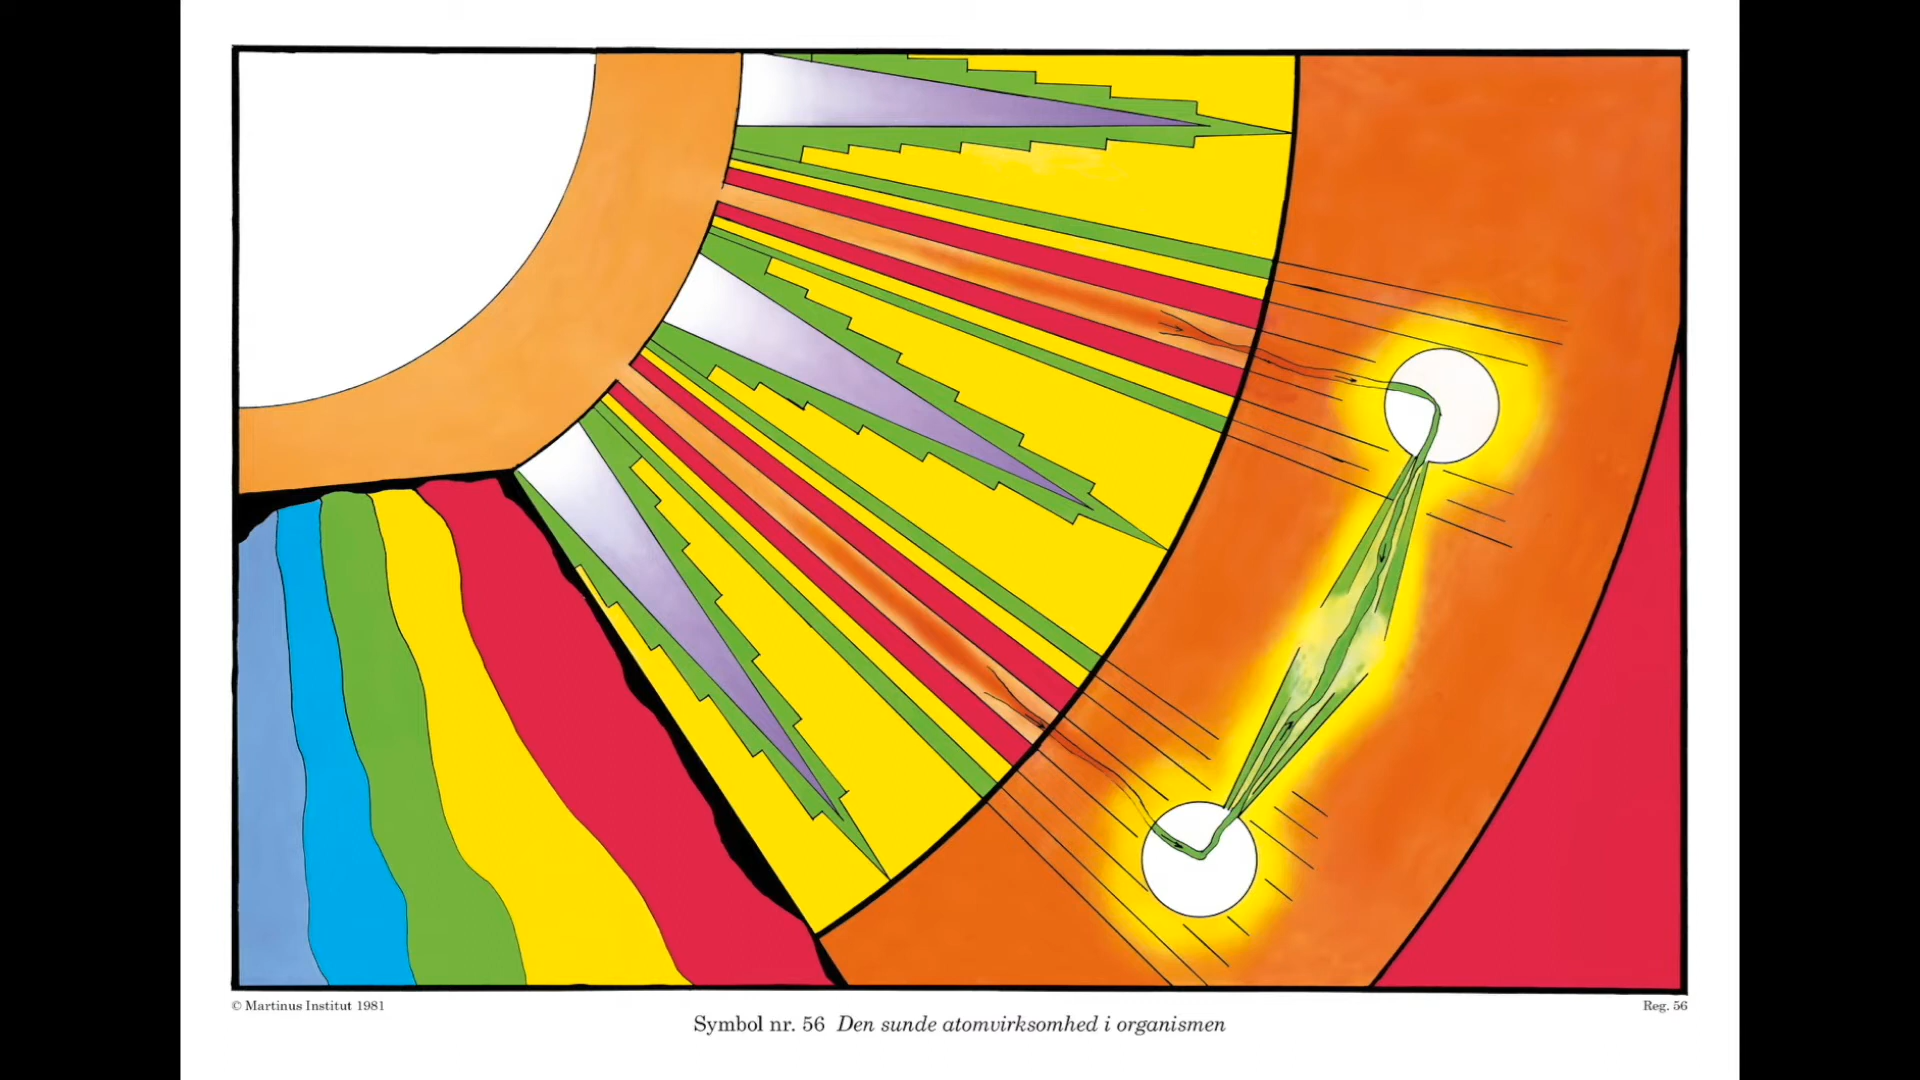 © Martinus Institut 1981
Reg. 56
Symbol nr. 56 Den sunde atomvirksomhed i organismen